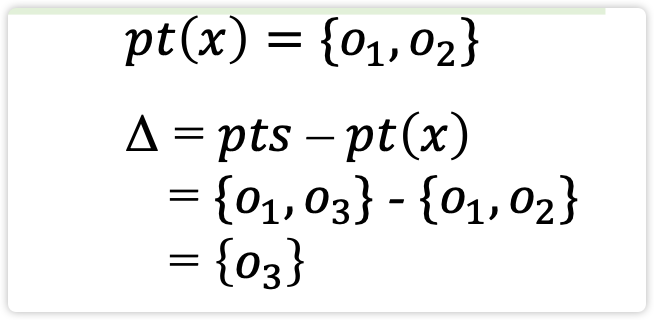 pt(x) = {o₁, o₂}
Δ = pts – pt(x)
= {o₁, o₃} - {o₁, o₂}
= {o₃}